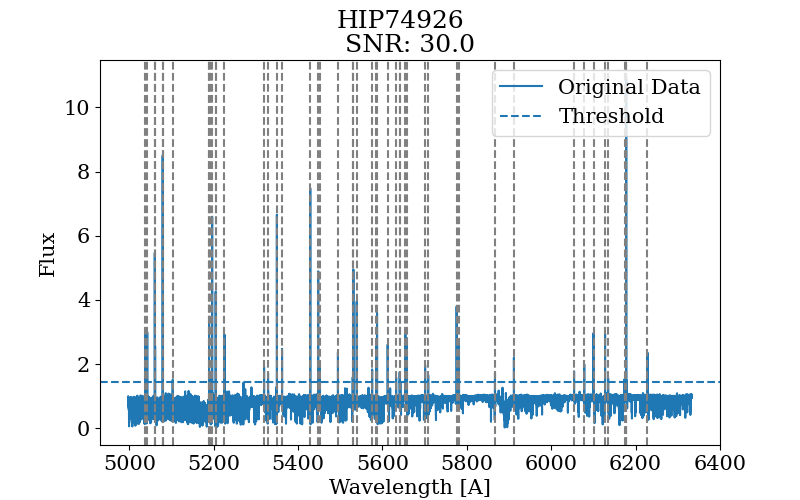 HIP74926
SNR: 30.0
Original Data
Threshold
Flux
10
8
6
4
2
0
5000 5200 5400 5600 5800 6000 6200 6400
Wavelength [A]